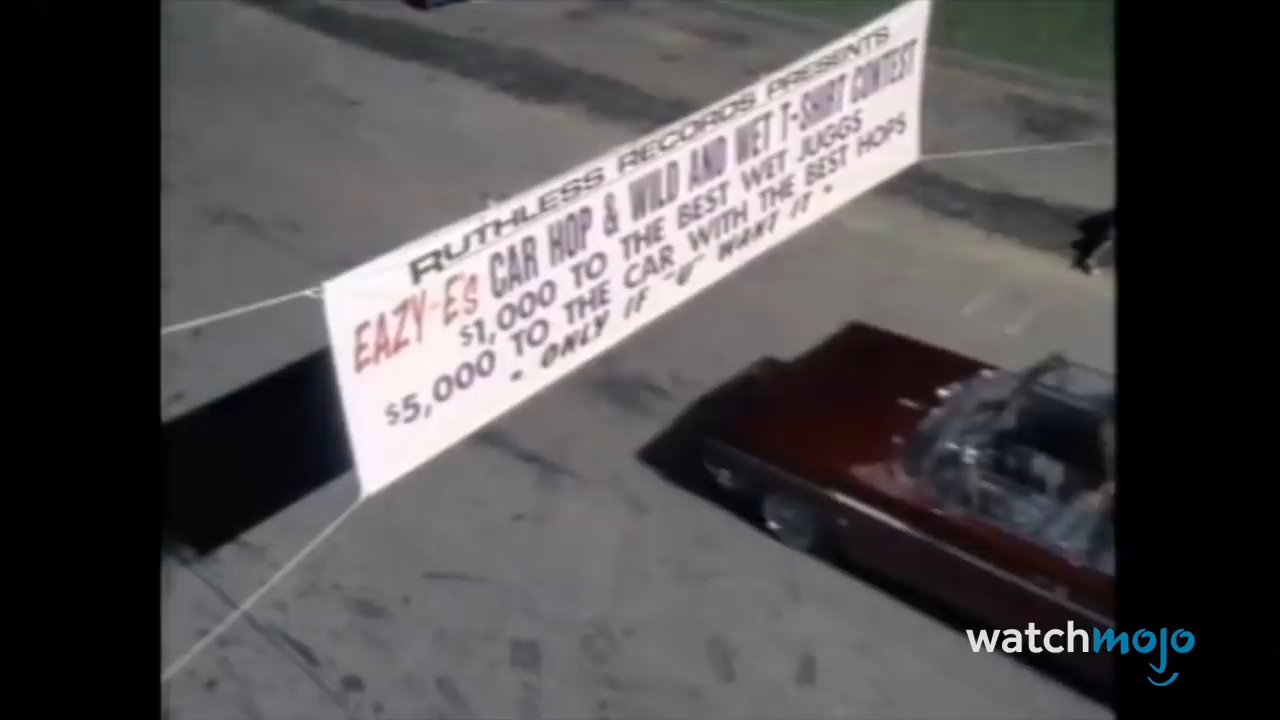 RUTHLESS RECORDS PRESENTS
EAZY-E'S CAR HOP & WILD AND WET T-SHIRT CONTEST
$1,000 TO THE BEST WET JUGGS
$5,000 TO THE CAR WITH THE BEST HOPS
- ONLY IF "U" WANT IT -
watchmojo